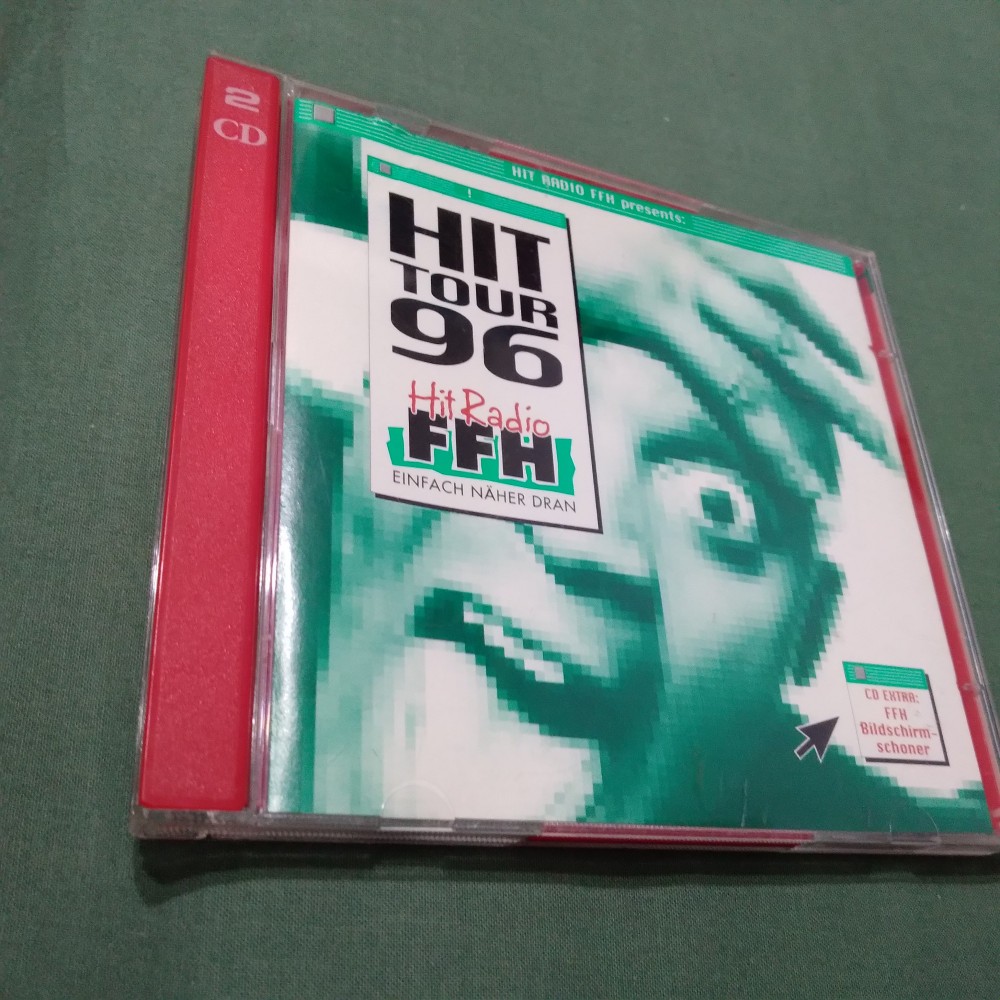 2
CD
HIT RADIO FFH presents:
!
HIT
TOUR
96
Hit Radio
FFH
EINFACH NÄHER DRAN
CD EXTRA:
FFH
Bildschirm-
schoner